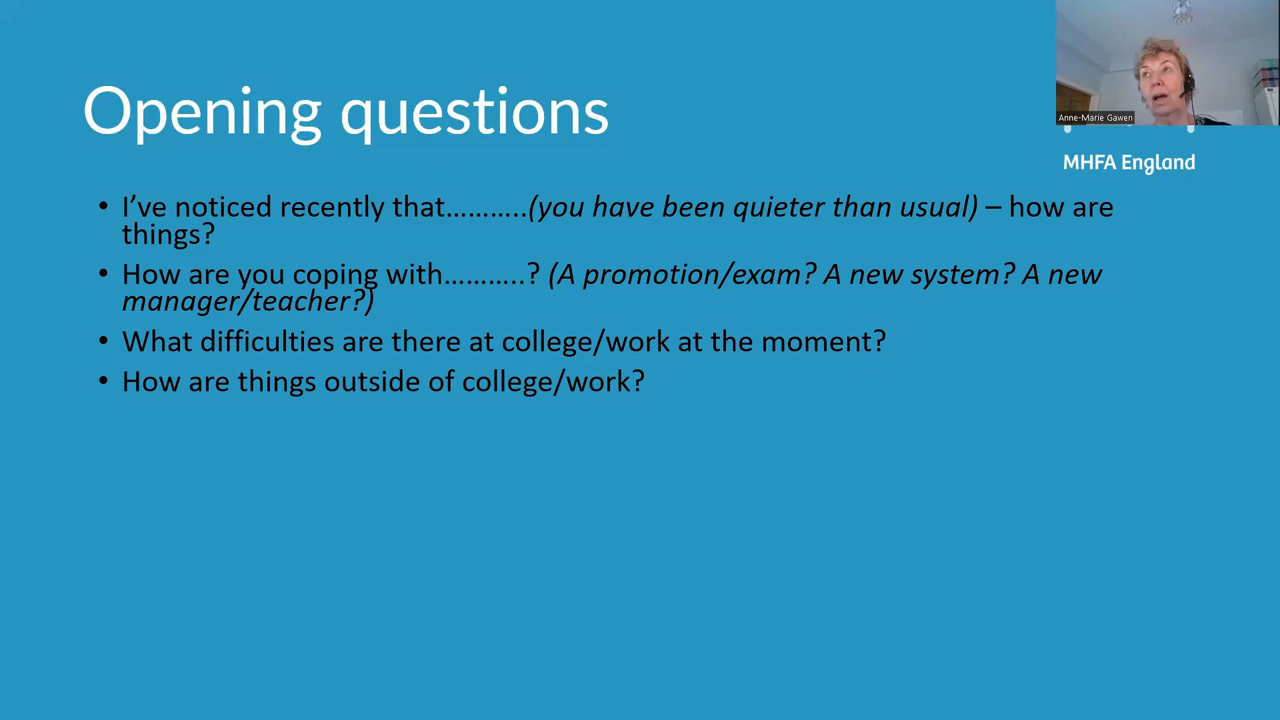 Opening questions
Anne-Marie Gawen
MHFA England
• I’ve noticed recently that………..(you have been quieter than usual) – how are
things?
• How are you coping with………..? (A promotion/exam? A new system? A new
manager/teacher?)
• What difficulties are there at college/work at the moment?
• How are things outside of college/work?